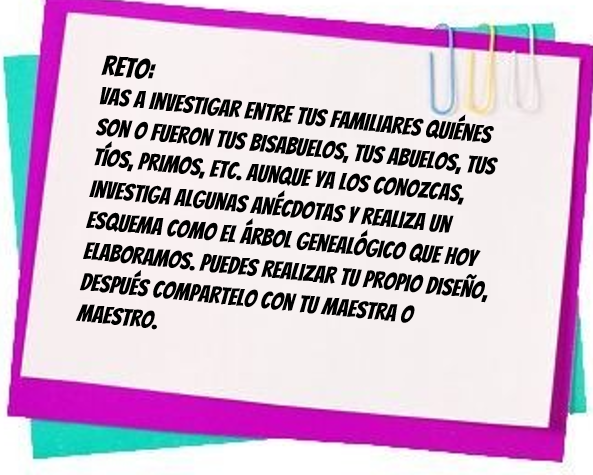 RETO:
VAS A INVESTIGAR ENTRE TUS FAMILIARES QUIÉNES
SON O FUERON TUS BISABUELOS, TUS ABUELOS, TUS
TÍOS, PRIMOS, ETC. AUNQUE YA LOS CONOZCAS,
INVESTIGA ALGUNAS ANÉCDOTAS Y REALIZA UN
ESQUEMA COMO EL ÁRBOL GENEALÓGICO QUE HOY
ELABORAMOS. PUEDES REALIZAR TU PROPIO DISEÑO,
DESPUÉS COMPARTELO CON TU MAESTRA O
MAESTRO.